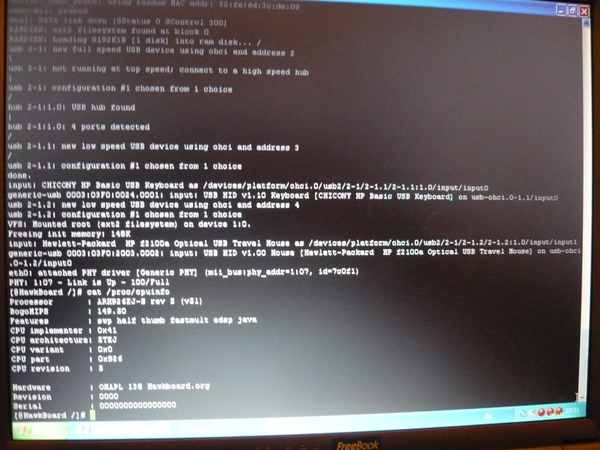 using random MAC addr: 32:fe:6d:3c:de:09
ata1: SATA link down (SStatus 0 SControl 300)
RAMDISK: ext2 filesystem found at block 0
RAMDISK: Loading 8192KiB [1 disk] into ram disk... /
usb 2-1: new full speed USB device using ohci and address 2
\
usb 2-1: not running at top speed; connect to a high speed hub
|
usb 2-1: configuration #1 chosen from 1 choice
/
hub 2-1:1.0: USB hub found
|
hub 2-1:1.0: 4 ports detected
/
usb 2-1.1: new low speed USB device using ohci and address 3
/
usb 2-1.1: configuration #1 chosen from 1 choice
done.
input: CHICONY HP Basic USB Keyboard as /devices/platform/ohci.0/usb2/2-1/2-1.1/2-1.1:1.0/input/input0
generic-usb 0003:03F0:0024.0001: input: USB HID v1.10 Keyboard [CHICONY HP Basic USB Keyboard] on usb-ohci.0-1.1/input0
usb 2-1.2: new low speed USB device using ohci and address 4
usb 2-1.2: configuration #1 chosen from 1 choice
VFS: Mounted root (ext2 filesystem) on device 1:0.
Freeing init memory: 148K
input: Hewlett-Packard HP f2100a Optical USB Travel Mouse as /devices/platform/ohci.0/usb2/2-1/2-1.2/2-1.2:1.0/input/input1
generic-usb 0003:03F0:2003.0002: input: USB HID v1.00 Mouse [Hewlett-Packard HP f2100a Optical USB Travel Mouse] on usb-ohci
.0-1.2/input0
eth0: attached PHY driver [Generic PHY] (mii_bus:phy_addr=1:07, id=7c0f1)
PHY: 1:07 - Link is Up - 100/Full
[@HawkBoard /]# cat /proc/cpuinfo
Processor : ARM926EJ-S rev 5 (v5l)
BogoMIPS : 149.50
Features : swp half thumb fastmult edsp java
CPU implementer : 0x41
CPU architecture: 5TEJ
CPU variant : 0x0
CPU part : 0x926
CPU revision : 5
Hardware : OMAPL 138 Hawkboard.org
Revision : 0000
Serial : 0000000000000000
[@HawkBoard /]#
FreeBook